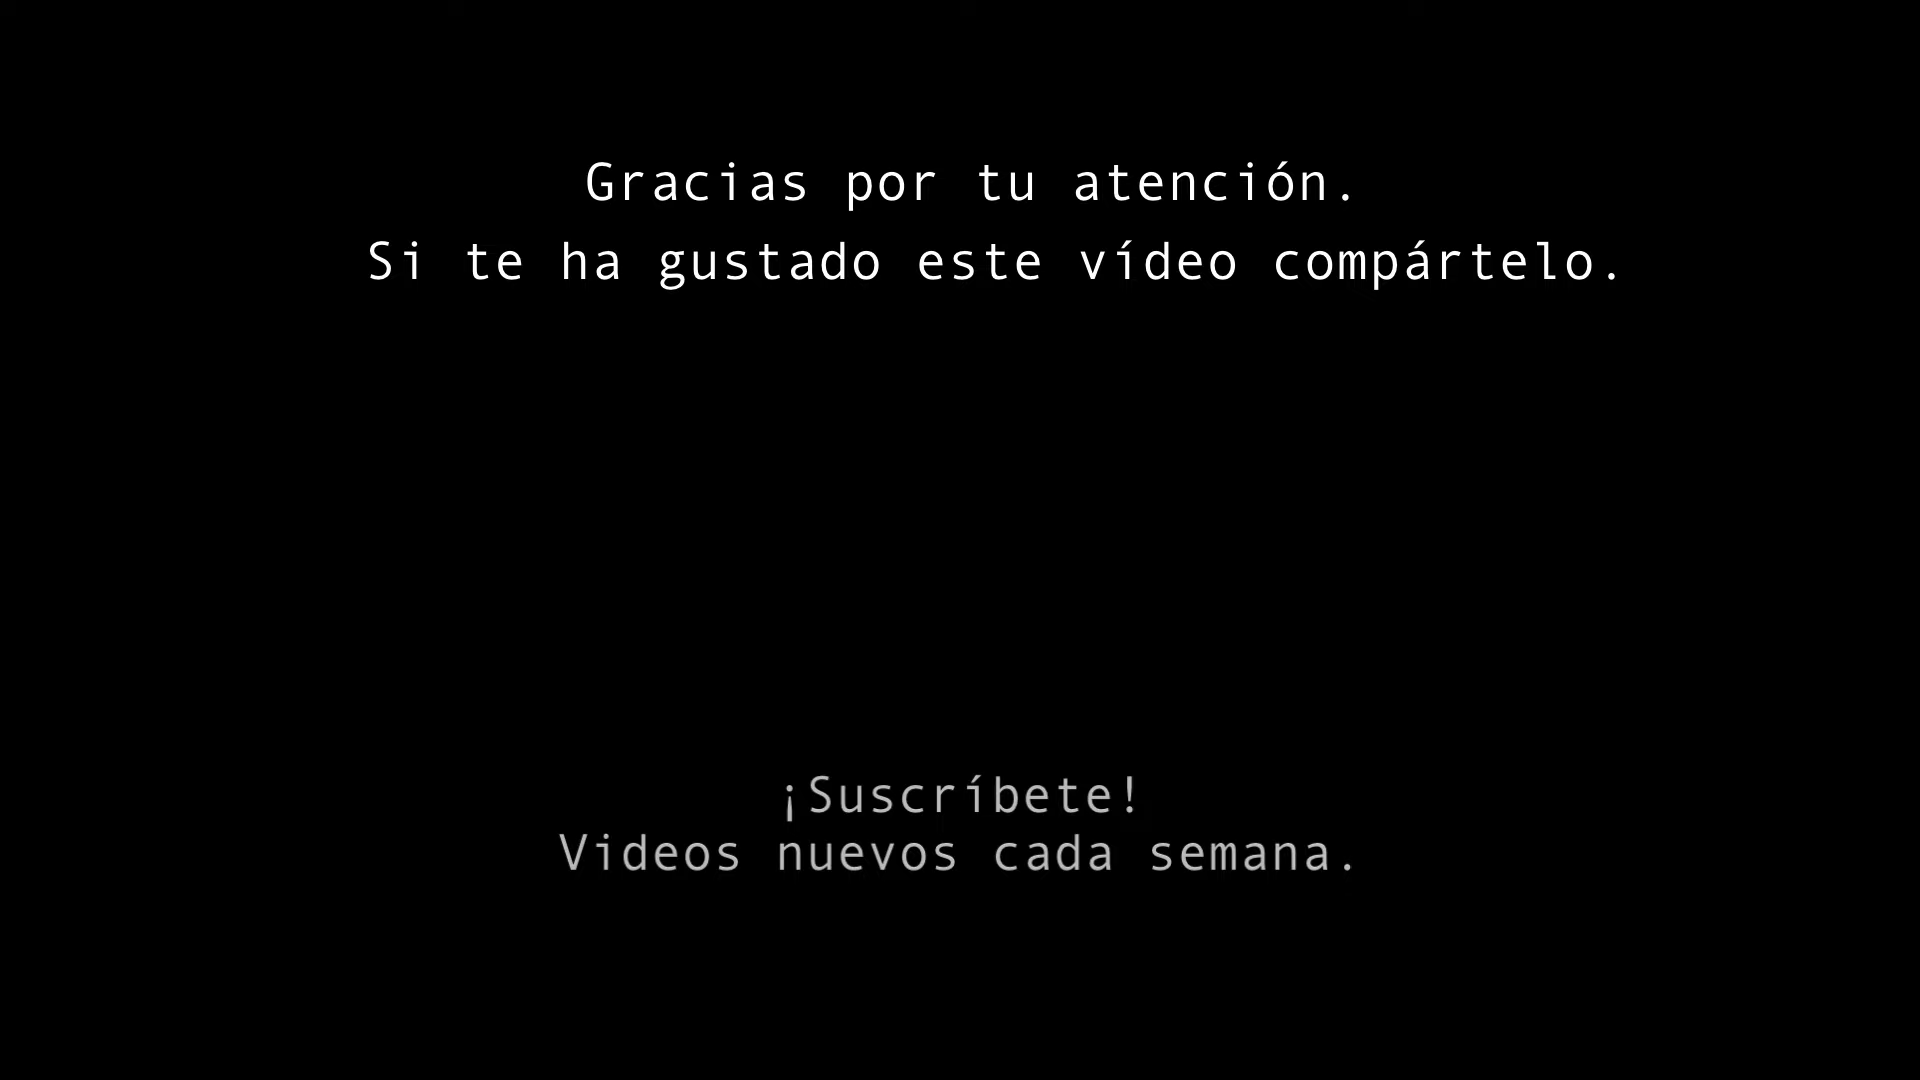 Gracias por tu atención.
Si te ha gustado este vídeo compártelo.
¡Suscríbete!
Videos nuevos cada semana.